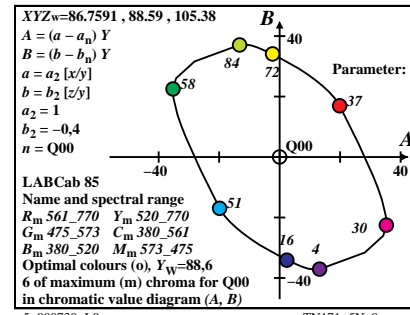 XYZw=86.7591 , 88.59 , 105.38
A = (a – an) Y
B = (b – bn) Y
a = a2 [x/y]
b = b2 [z/y]
a2 = 1
b2 = –0,4
n = Q00
LABCab 85
Name and spectral range
Rm 561_770 Ym 520_770
Gm 475_573 Cm 380_561
Bm 380_520 Mm 573_475
Optimal colours (o), YW=88,6
6 of maximum (m) chroma for Q00
in chromatic value diagram (A, B)
B
40
84
72
Parameter:
58
37
A
Q00
–40
40
51
30
16
4
–40